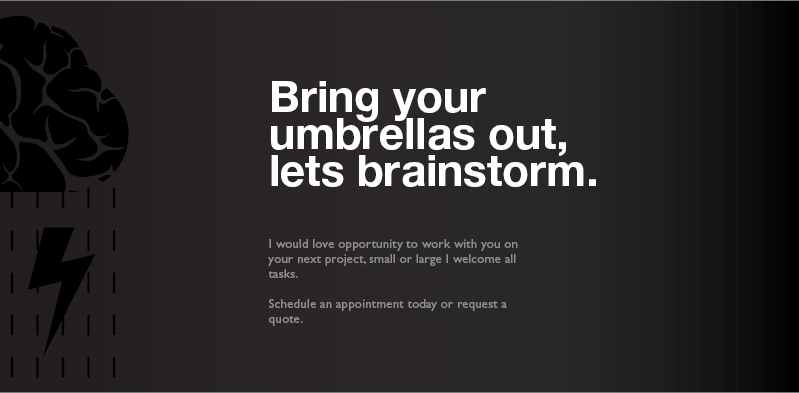 Bring your
umbrellas out,
lets brainstorm.
I would love opportunity to work with you on
your next project, small or large I welcome all
tasks.
Schedule an appointment today or request a
quote.